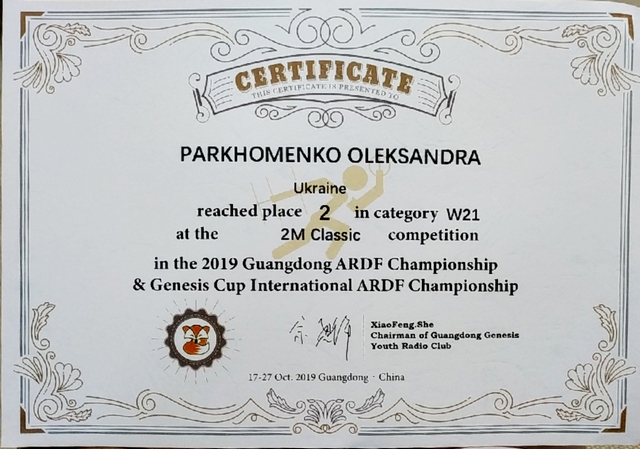 CERTIFICATE
THIS CERTIFICATE IS PRESENTED TO
PARKHOMENKO OLEKSANDRA
Ukraine
reached place 2 in category W21
at the 2M Classic competition
in the 2019 Guangdong ARDF Championship
& Genesis Cup International ARDF Championship
XiaoFeng.She
Chairman of Guangdong Genesis
Youth Radio Club
17-27 Oct. 2019 Guangdong · China